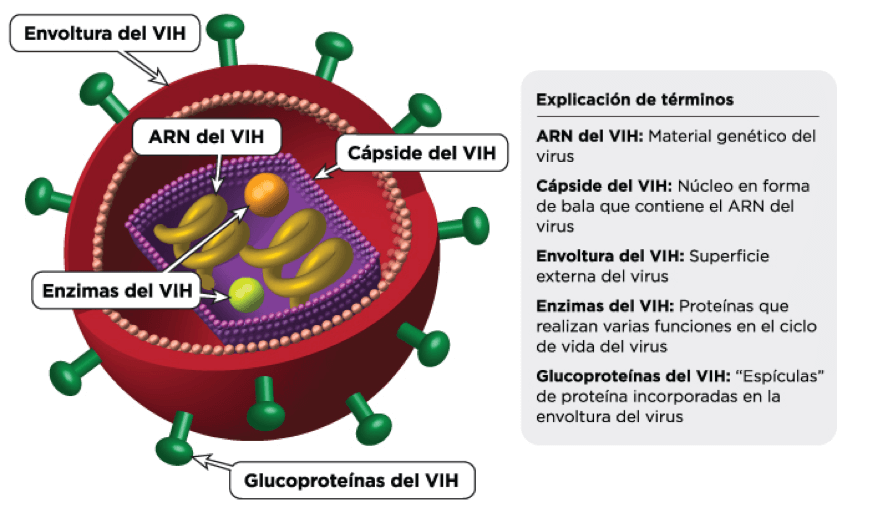 Envoltura del VIH
ARN del VIH
Cápside del VIH
Enzimas del VIH
Glucoproteínas del VIH
Explicación de términos
ARN del VIH: Material genético del
virus
Cápside del VIH: Núcleo en forma
de bala que contiene el ARN del
virus
Envoltura del VIH: Superficie
externa del virus
Enzimas del VIH: Proteínas que
realizan varias funciones en el ciclo
de vida del virus
Glucoproteínas del VIH: “Espículas”
de proteína incorporadas en la
envoltura del virus